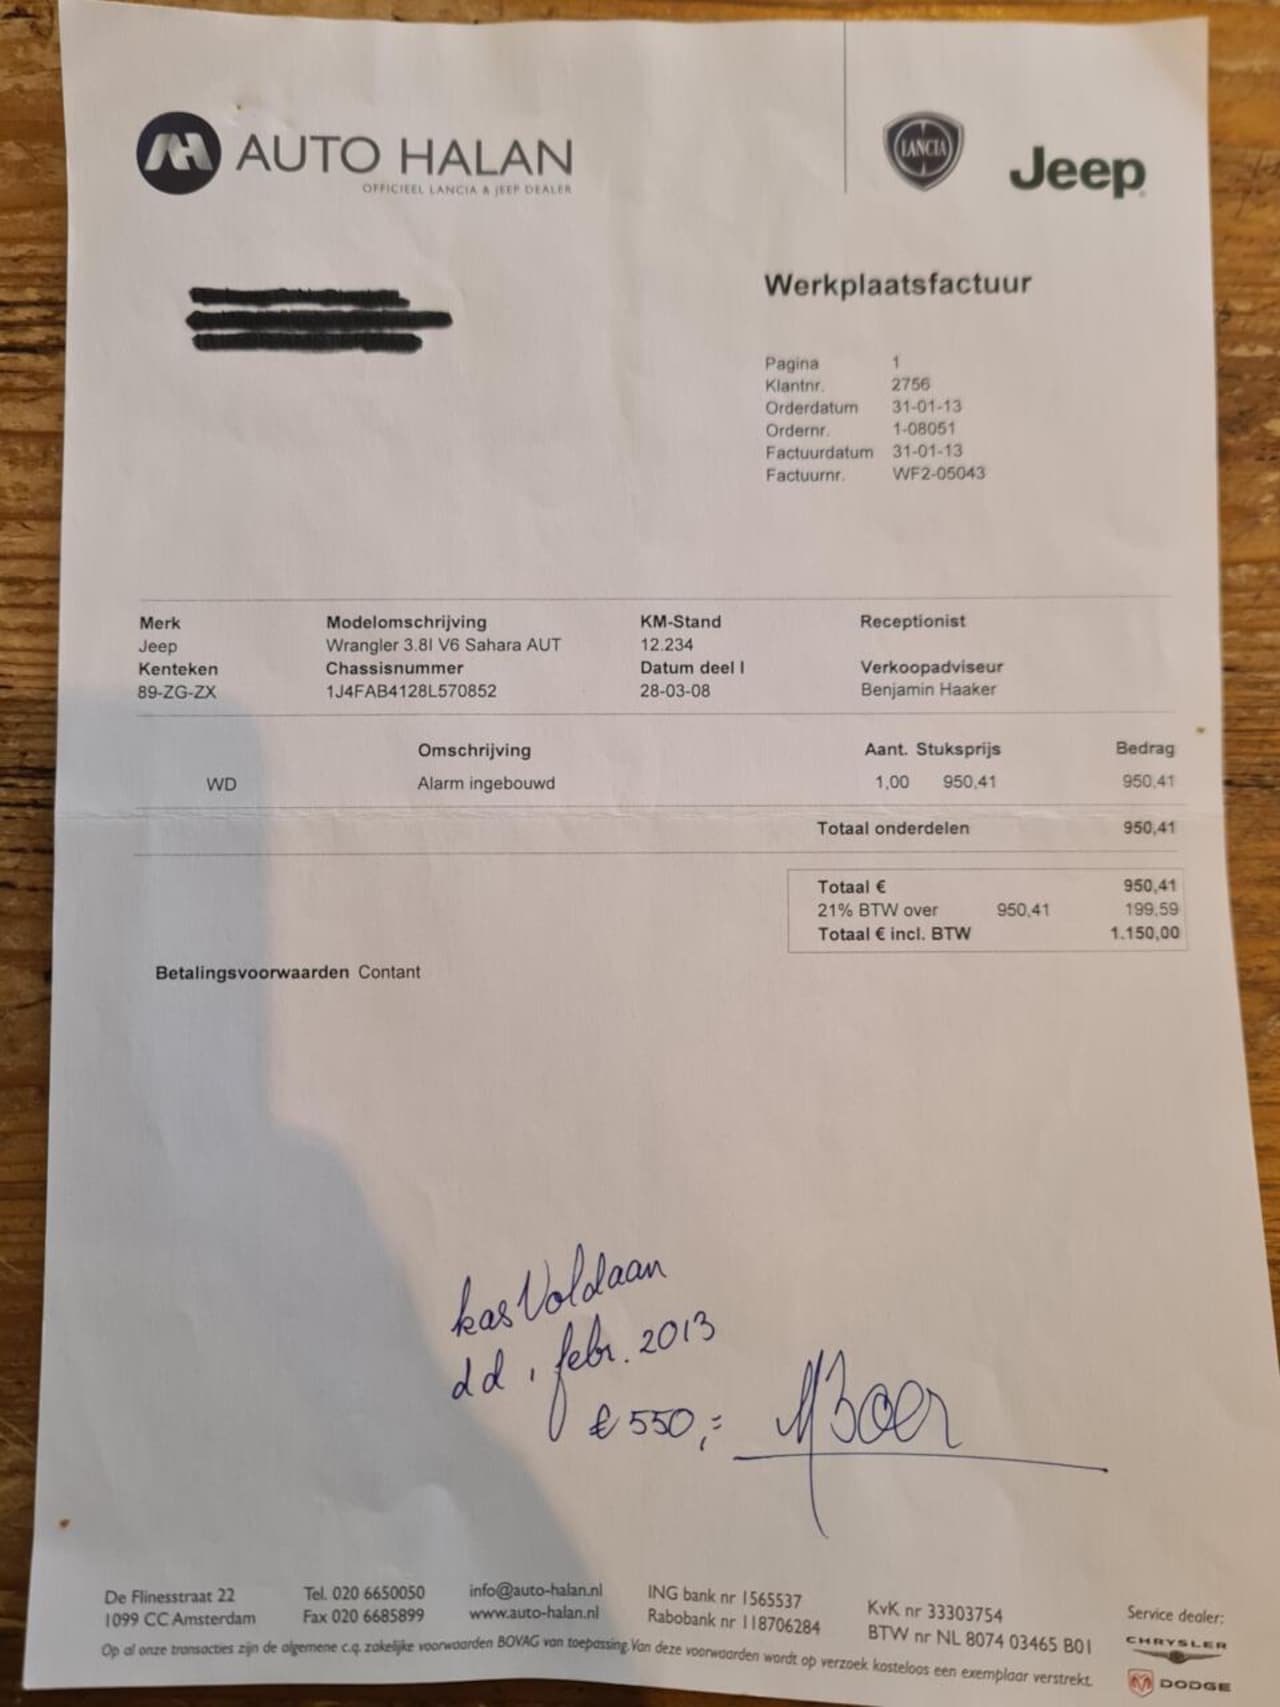 AUTO HALAN
OFFICIEEL LANCIA & JEEP DEALER
LANCIA
Jeep
Werkplaatsfactuur
Pagina 1
Klantnr. 2756
Orderdatum 31-01-13
Ordernr. 1-08051
Factuurdatum 31-01-13
Factuurnr. WF2-05043
Merk Modelomschrijving KM-Stand Receptionist
Jeep Wrangler 3.8l V6 Sahara AUT 12.234
Kenteken Chassisnummer Datum deel I Verkoopadviseur
89-ZG-ZX 1J4FAB4128L570852 28-03-08 Benjamin Haaker
Omschrijving Aant. Stuksprijs Bedrag
WD Alarm ingebouwd 1,00 950,41 950,41
Totaal onderdelen 950,41
Totaal € 950,41
21% BTW over 950,41 199,59
Totaal € incl. BTW 1.150,00
Betalingsvoorwaarden Contant
kas Voldaan
dd, febr. 2013
€ 550,= MBoer
De Flinesstraat 22 Tel. 020 6650050 info@auto-halan.nl ING bank nr 1565537 KvK nr 33303754 Service dealer:
1099 CC Amsterdam Fax 020 6685899 www.auto-halan.nl Rabobank nr 118706284 BTW nr NL 8074 03465 B01 CHRYSLER
Op al onze transacties zijn de algemene c.q. zakelijke voorwaarden BOVAG van toepassing. Van deze voorwaarden wordt op verzoek kosteloos een exemplaar verstrekt.
DODGE